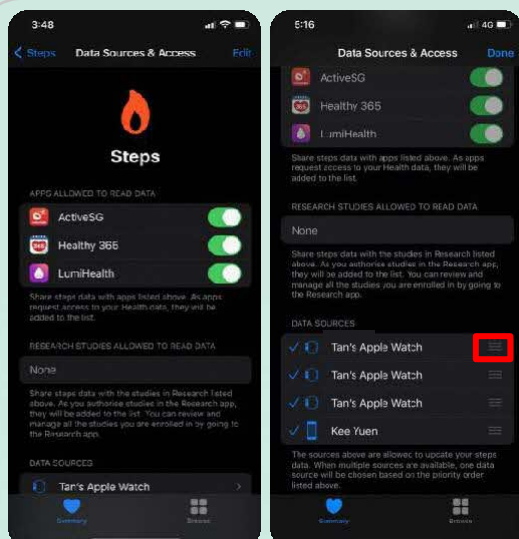 3:48
Steps
Data Sources & Access
Edit
Steps
APPS ALLOWED TO READ DATA
ActiveSG
Healthy 365
LumiHealth
Share steps data with apps listed above. As apps
request access to your Health data, they will be
added to the list.
RESEARCH STUDIES ALLOWED TO READ DATA
None
Share steps data with the studies in Research listed
above. As you authorise studies in the Research app,
they will be added to the list. You can review and
manage all the studies you are enrolled in by going to
the Research app.
DATA SOURCES
Tan's Apple Watch
Summary
Browse
5:16
4G
Data Sources & Access
Done
ActiveSG
Healthy 365
LumiHealth
Share steps data with apps listed above. As apps
request access to your Health data, they will be
added to the list.
RESEARCH STUDIES ALLOWED TO READ DATA
None
Share steps data with the studies in Research listed
above. As you authorise studies in the Research app,
they will be added to the list. You can review and
manage all the studies you are enrolled in by going to
the Research app.
DATA SOURCES
Tan's Apple Watch
Tan's Apple Watch
Tan's Apple Watch
Kee Yuen
The sources above are allowed to update your steps
data. When multiple sources are available, one data
source will be chosen based on the priority order
listed above.
Summary
Browse